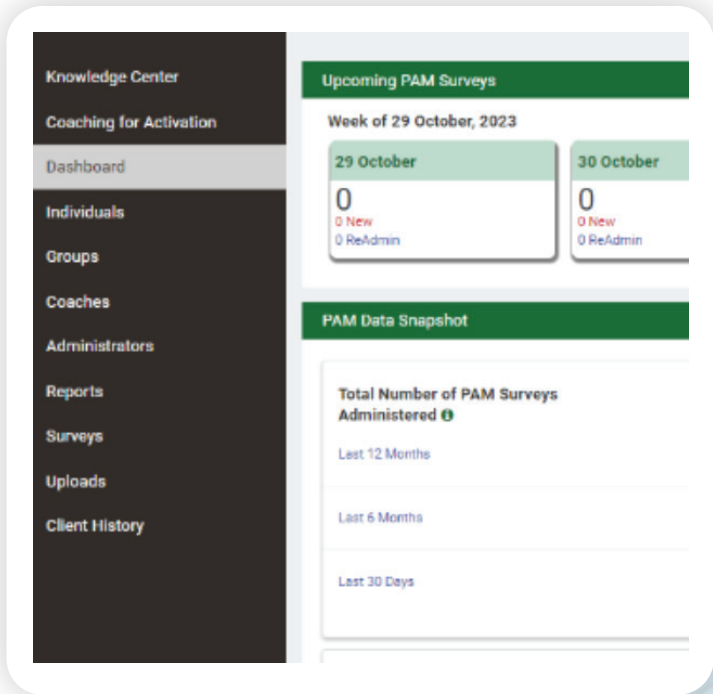 Knowledge Center
Coaching for Activation
Dashboard
Individuals
Groups
Coaches
Administrators
Reports
Surveys
Uploads
Client History
Upcoming PAM Surveys
Week of 29 October, 2023
29 October
0
0 New
0 ReAdmin
30 October
0
0 New
0 ReAdmin
PAM Data Snapshot
Total Number of PAM Surveys
Administered
Last 12 Months
Last 6 Months
Last 30 Days